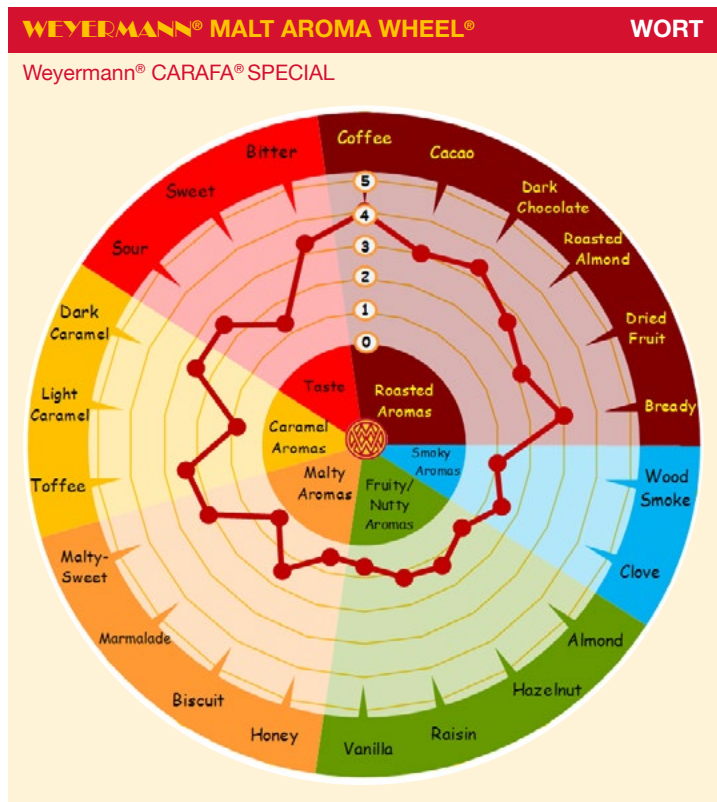 WEYERMANN® MALT AROMA WHEEL® WORT
Weyermann® CARAFA® SPECIAL
Coffee
Cacao
Dark
Chocolate
Roasted
Almond
Dried
Fruit
Bready
Wood
Smoke
Clove
Almond
Hazelnut
Raisin
Vanilla
Honey
Biscuit
Marmalade
Malty-
Sweet
Toffee
Light
Caramel
Dark
Caramel
Sour
Sweet
Bitter
5
4
3
2
1
0
Taste
Roasted
Aromas
Smoky
Aromas
Fruity/
Nutty
Aromas
Malty
Aromas
Caramel
Aromas